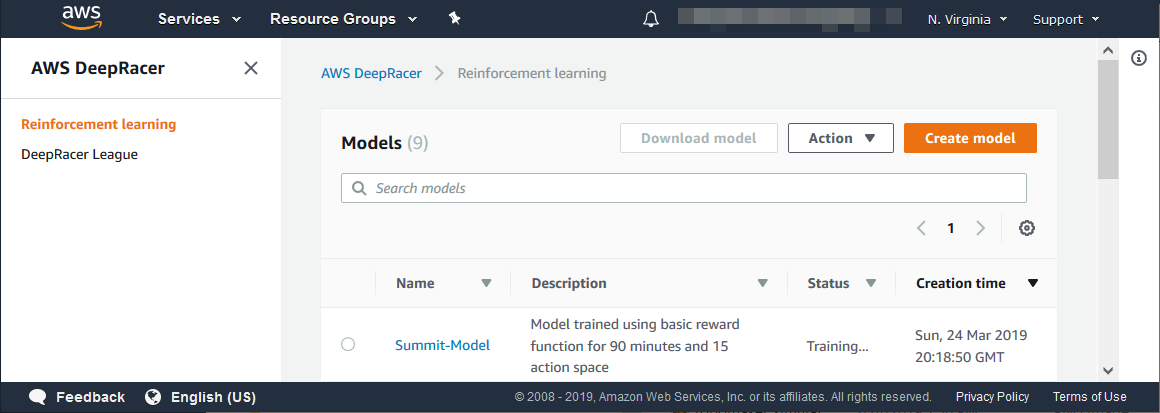 aws Services Resource Groups N. Virginia Support
AWS DeepRacer
Reinforcement learning
DeepRacer League
AWS DeepRacer Reinforcement learning
Models (9) Download model Action Create model
Search models
1
Name Description Status Creation time
Summit-Model
Model trained using basic reward
function for 90 minutes and 15
action space
Training...
Sun, 24 Mar 2019
20:18:50 GMT
Feedback English (US) © 2008 - 2019, Amazon Web Services, Inc. or its affiliates. All rights reserved. Privacy Policy Terms of Use